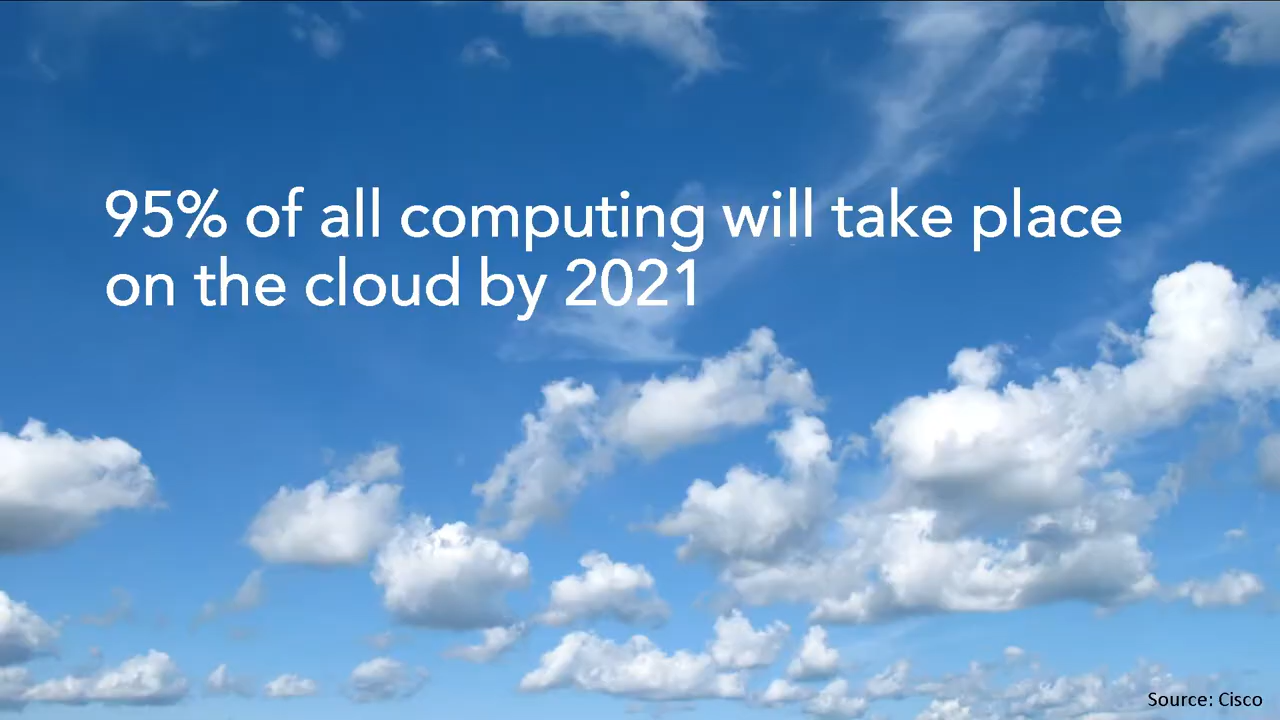 95% of all computing will take place
on the cloud by 2021
Source: Cisco